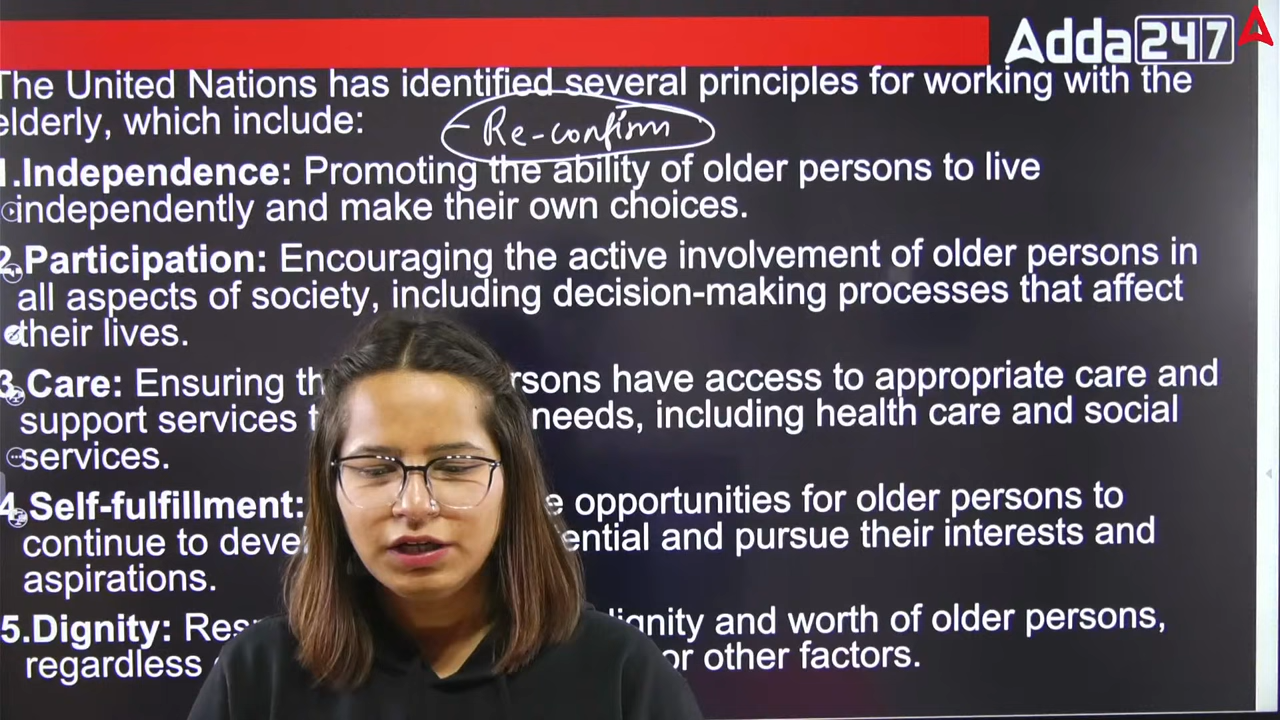 Adda 247
The United Nations has identified several principles for working with the
elderly, which include:
- Re-confirm
1.Independence: Promoting the ability of older persons to live
independently and make their own choices.
2.Participation: Encouraging the active involvement of older persons in
all aspects of society, including decision-making processes that affect
their lives.
3.Care: Ensuring rsons have access to appropriate care and
support services needs, including health care and social
services.
4.Self-fulfillment: opportunities for older persons to
continue to ential and pursue their interests and
aspirations.
5.Dignity: dignity and worth of older persons,
regardless or other factors.